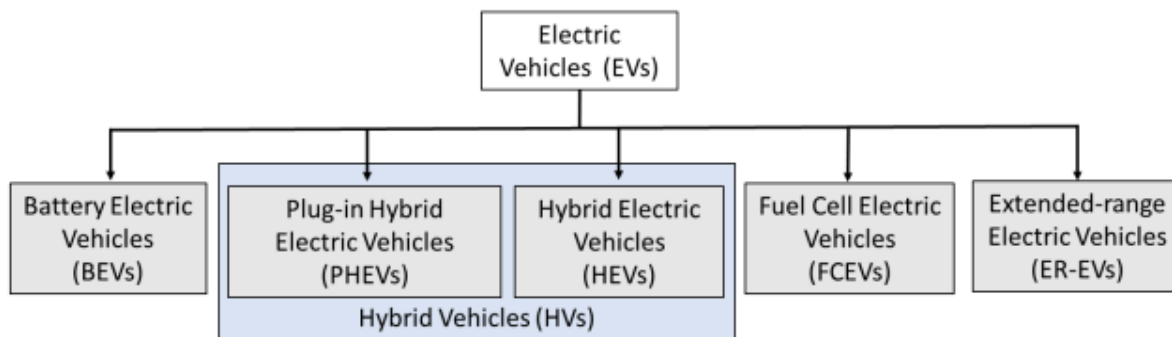 Electric
Vehicles (EVs)
Battery Electric
Vehicles
(BEVs)
Plug-in Hybrid
Electric Vehicles
(PHEVs)
Hybrid Electric
Vehicles
(HEVs)
Fuel Cell Electric
Vehicles
(FCEVs)
Extended-range
Electric Vehicles
(ER-EVs)
Hybrid Vehicles (HVs)